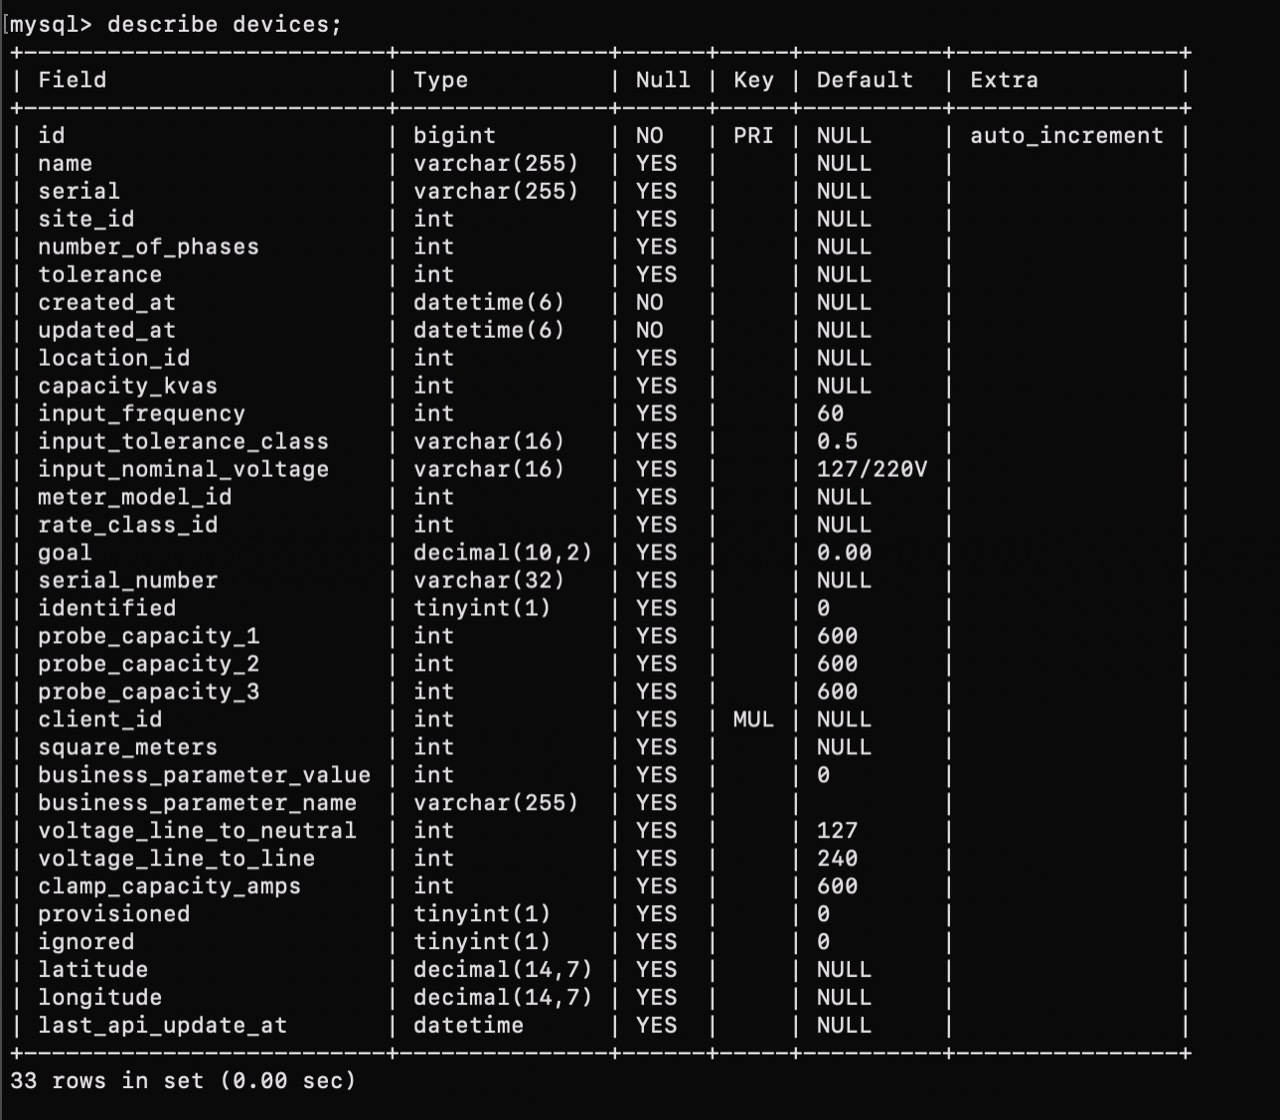 [mysql> describe devices;
+---------------------------+---------------+------+-----+----------+----------------+
| Field                     | Type          | Null | Key | Default  | Extra          |
+---------------------------+---------------+------+-----+----------+----------------+
| id                        | bigint        | NO   | PRI | NULL     | auto_increment |
| name                      | varchar(255)  | YES  |     | NULL     |                |
| serial                    | varchar(255)  | YES  |     | NULL     |                |
| site_id                   | int           | YES  |     | NULL     |                |
| number_of_phases          | int           | YES  |     | NULL     |                |
| tolerance                 | int           | YES  |     | NULL     |                |
| created_at                | datetime(6)   | NO   |     | NULL     |                |
| updated_at                | datetime(6)   | NO   |     | NULL     |                |
| location_id               | int           | YES  |     | NULL     |                |
| capacity_kvas             | int           | YES  |     | NULL     |                |
| input_frequency           | int           | YES  |     | 60       |                |
| input_tolerance_class     | varchar(16)   | YES  |     | 0.5      |                |
| input_nominal_voltage     | varchar(16)   | YES  |     | 127/220V |                |
| meter_model_id            | int           | YES  |     | NULL     |                |
| rate_class_id             | int           | YES  |     | NULL     |                |
| goal                      | decimal(10,2) | YES  |     | 0.00     |                |
| serial_number             | varchar(32)   | YES  |     | NULL     |                |
| identified                | tinyint(1)    | YES  |     | 0        |                |
| probe_capacity_1          | int           | YES  |     | 600      |                |
| probe_capacity_2          | int           | YES  |     | 600      |                |
| probe_capacity_3          | int           | YES  |     | 600      |                |
| client_id                 | int           | YES  | MUL | NULL     |                |
| square_meters             | int           | YES  |     | NULL     |                |
| business_parameter_value  | int           | YES  |     | 0        |                |
| business_parameter_name   | varchar(255)  | YES  |     |          |                |
| voltage_line_to_neutral   | int           | YES  |     | 127      |                |
| voltage_line_to_line      | int           | YES  |     | 240      |                |
| clamp_capacity_amps       | int           | YES  |     | 600      |                |
| provisioned               | tinyint(1)    | YES  |     | 0        |                |
| ignored                   | tinyint(1)    | YES  |     | 0        |                |
| latitude                  | decimal(14,7) | YES  |     | NULL     |                |
| longitude                 | decimal(14,7) | YES  |     | NULL     |                |
| last_api_update_at        | datetime      | YES  |     | NULL     |                |
+---------------------------+---------------+------+-----+----------+----------------+
33 rows in set (0.00 sec)